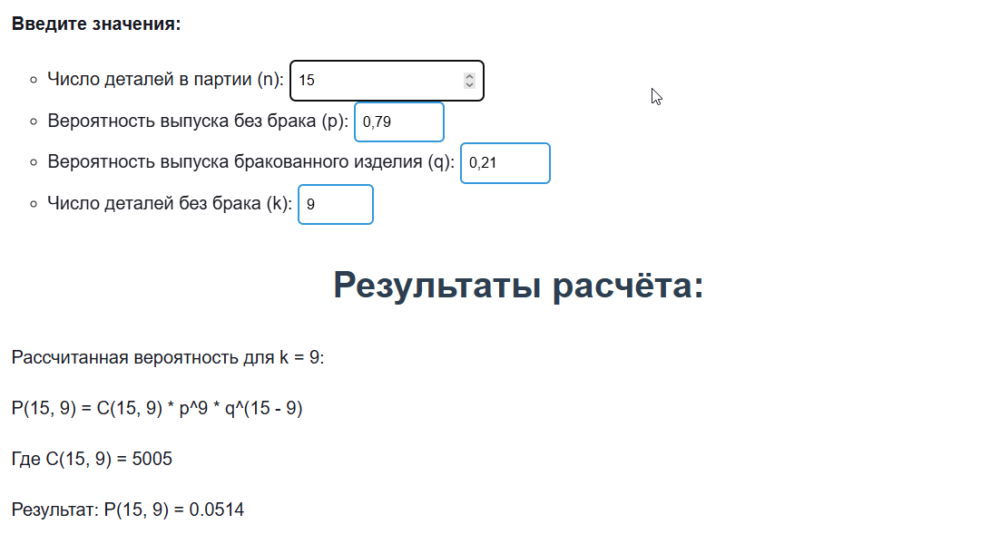 Введите значения:
Число деталей в партии (n): 15
Вероятность выпуска без брака (p): 0,79
Вероятность выпуска бракованного изделия (q): 0,21
Число деталей без брака (k): 9
Результаты расчёта:
Рассчитанная вероятность для k = 9:
P(15, 9) = C(15, 9) * p^9 * q^(15 - 9)
Где C(15, 9) = 5005
Результат: P(15, 9) = 0.0514